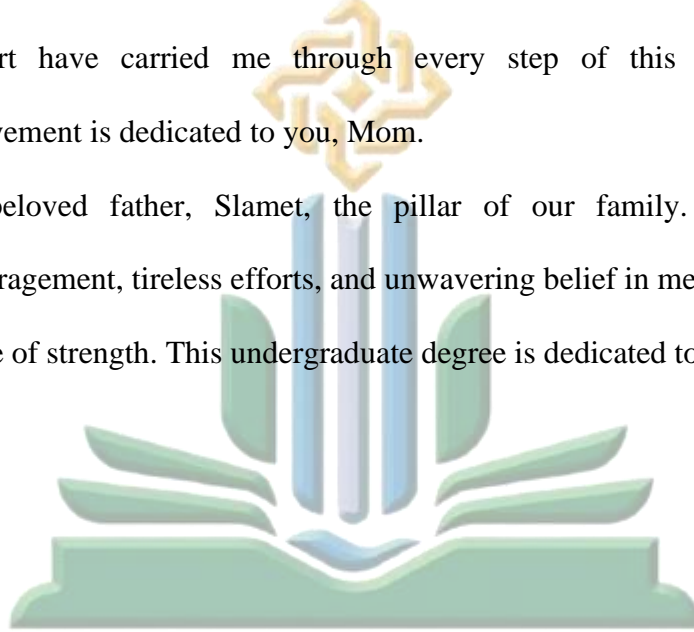 rt have carried me through every step of this
vement is dedicated to you, Mom.
beloved father, Slamet, the pillar of our family.
ragement, tireless efforts, and unwavering belief in me
e of strength. This undergraduate degree is dedicated to